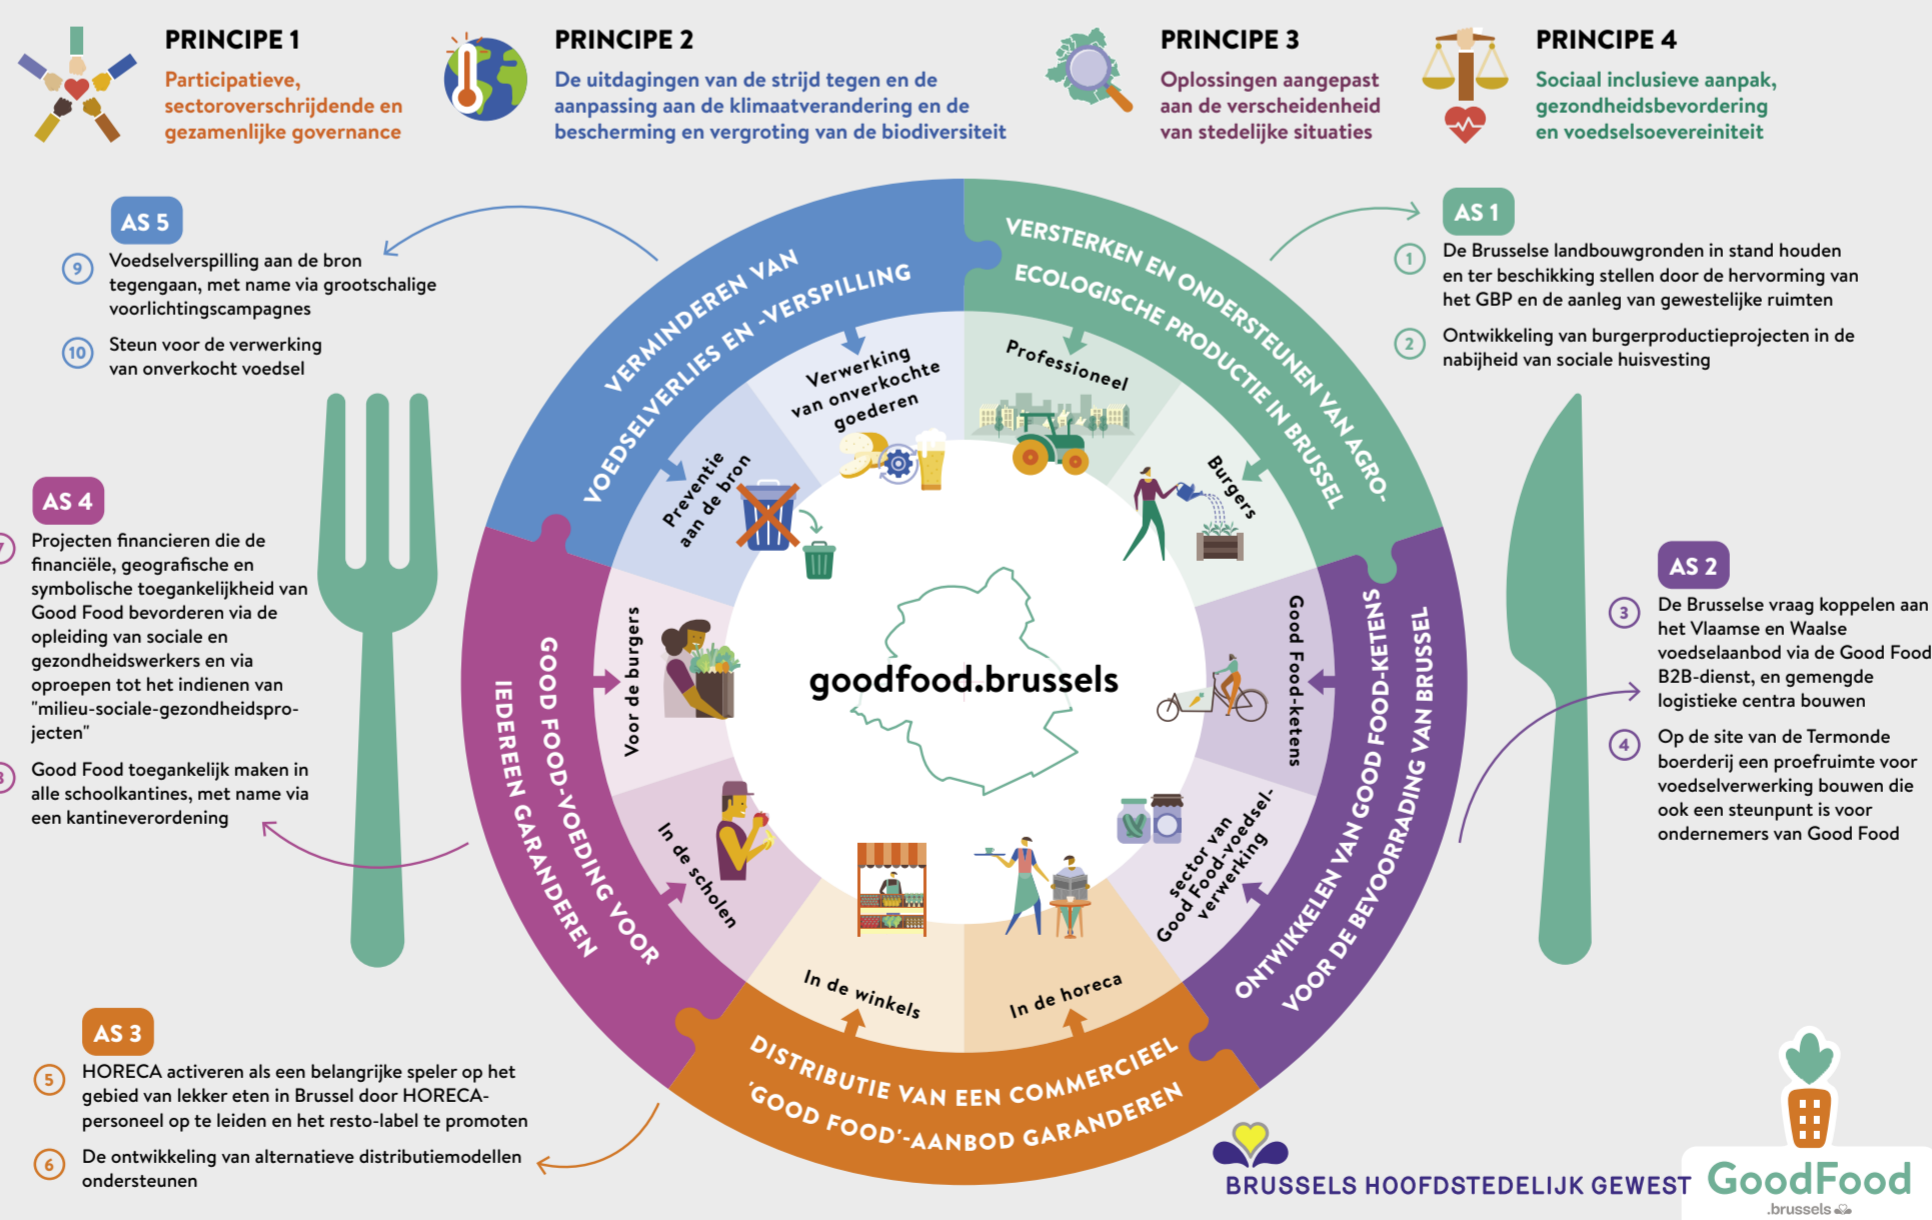 PRINCIPE 1
Participatieve,
sectoroverschrijdende en
gezamenlijke governance
PRINCIPE 2
De uitdagingen van de strijd tegen en de
aanpassing aan de klimaatverandering en de
bescherming en vergroting van de biodiversiteit
PRINCIPE 3
Oplossingen aangepast
aan de verscheidenheid
van stedelijke situaties
PRINCIPE 4
Sociaal inclusieve aanpak,
gezondheidsbevordering
en voedselsoevereiniteit
AS 5
9
Voedselverspilling aan de bron
tegengaan, met name via grootschalige
voorlichtingscampagnes
10
Steun voor de verwerking
van onverkocht voedsel
AS 1
1
De Brusselse landbouwgronden in stand houden
en ter beschikking stellen door de hervorming van
het GBP en de aanleg van gewestelijke ruimten
2
Ontwikkeling van burgerproductieprojecten in de
nabijheid van sociale huisvesting
AS 4
7
Projecten financieren die de
financiële, geografische en
symbolische toegankelijkheid van
Good Food bevorderen via de
opleiding van sociale en
gezondheidswerkers en via
oproepen tot het indienen van
"milieu-sociale-gezondheidspro-
jecten"
8
Good Food toegankelijk maken in
alle schoolkantines, met name via
een kantineverordening
AS 2
3
De Brusselse vraag koppelen aan
het Vlaamse en Waalse
voedselaanbod via de Good Food
B2B-dienst, en gemengde
logistieke centra bouwen
4
Op de site van de Termonde
boerderij een proefruimte voor
voedselverwerking bouwen die
ook een steunpunt is voor
ondernemers van Good Food
AS 3
5
HORECA activeren als een belangrijke speler op het
gebied van lekker eten in Brussel door HORECA-
personeel op te leiden en het resto-label te promoten
6
De ontwikkeling van alternatieve distributiemodellen
ondersteunen
VERMINDEREN VAN
VOEDSELVERLIES EN -VERSPILLING
Verwerking
van onverkochte
goederen
Preventie
aan de bron
VERSTERKEN EN ONDERSTEUNEN VAN AGRO-
ECOLOGISCHE PRODUCTIE IN BRUSSEL
Professioneel
Burgers
ONTWIKKELEN VAN GOOD FOOD-KETENS
VOOR DE BEVOORRADING VAN BRUSSEL
Good Food-ketens
sector van
Good Food-voedsel-
verwerking
DISTRIBUTIE VAN EEN COMMERCIEEL
'GOOD FOOD'-AANBOD GARANDEREN
In de horeca
In de winkels
GOOD FOOD-VOEDING VOOR
IEDEREEN GARANDEREN
In de scholen
Voor de burgers
goodfood.brussels
BRUSSELS HOOFDSTEDELIJK GEWEST
GoodFood
.brussels